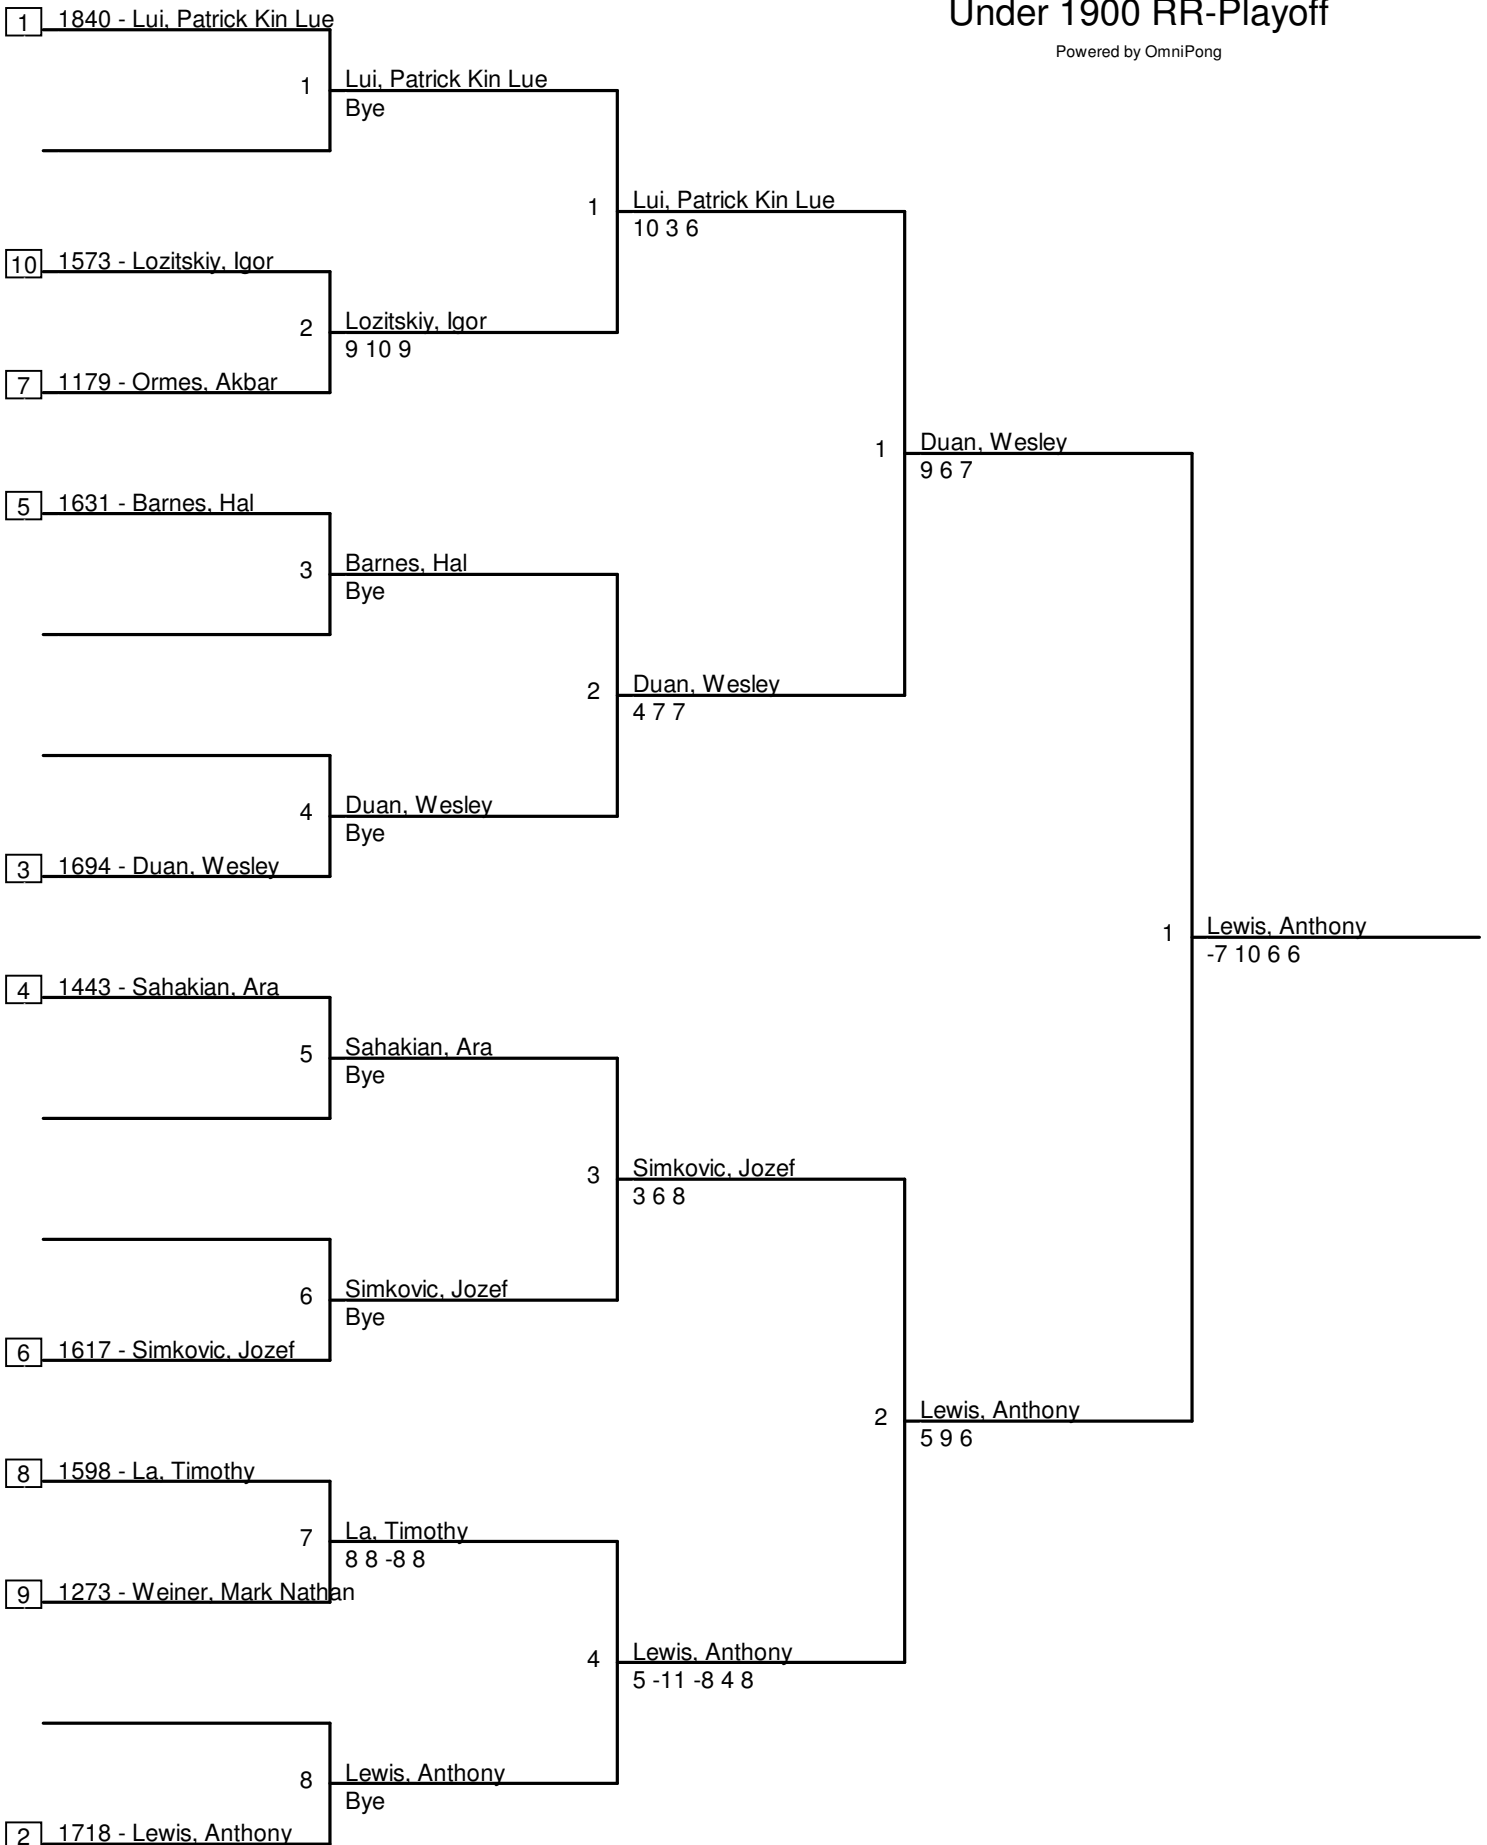 Under 1900 RR-Playoff
Powered by OmniPong
1 1840 - Lui, Patrick Kin Lue
1 Lui, Patrick Kin Lue
Bye
1 Lui, Patrick Kin Lue
10 3 6
10 1573 - Lozitskiy, Igor
2 Lozitskiy, Igor
9 10 9
7 1179 - Ormes, Akbar
1 Duan, Wesley
9 6 7
5 1631 - Barnes, Hal
3 Barnes, Hal
Bye
2 Duan, Wesley
4 7 7
4 Duan, Wesley
Bye
3 1694 - Duan, Wesley
1 Lewis, Anthony
-7 10 6 6
4 1443 - Sahakian, Ara
5 Sahakian, Ara
Bye
3 Simkovic, Jozef
3 6 8
6 Simkovic, Jozef
Bye
6 1617 - Simkovic, Jozef
2 Lewis, Anthony
5 9 6
8 1598 - La, Timothy
7 La, Timothy
8 8 -8 8
9 1273 - Weiner, Mark Nathan
4 Lewis, Anthony
5 -11 -8 4 8
8 Lewis, Anthony
Bye
2 1718 - Lewis, Anthony